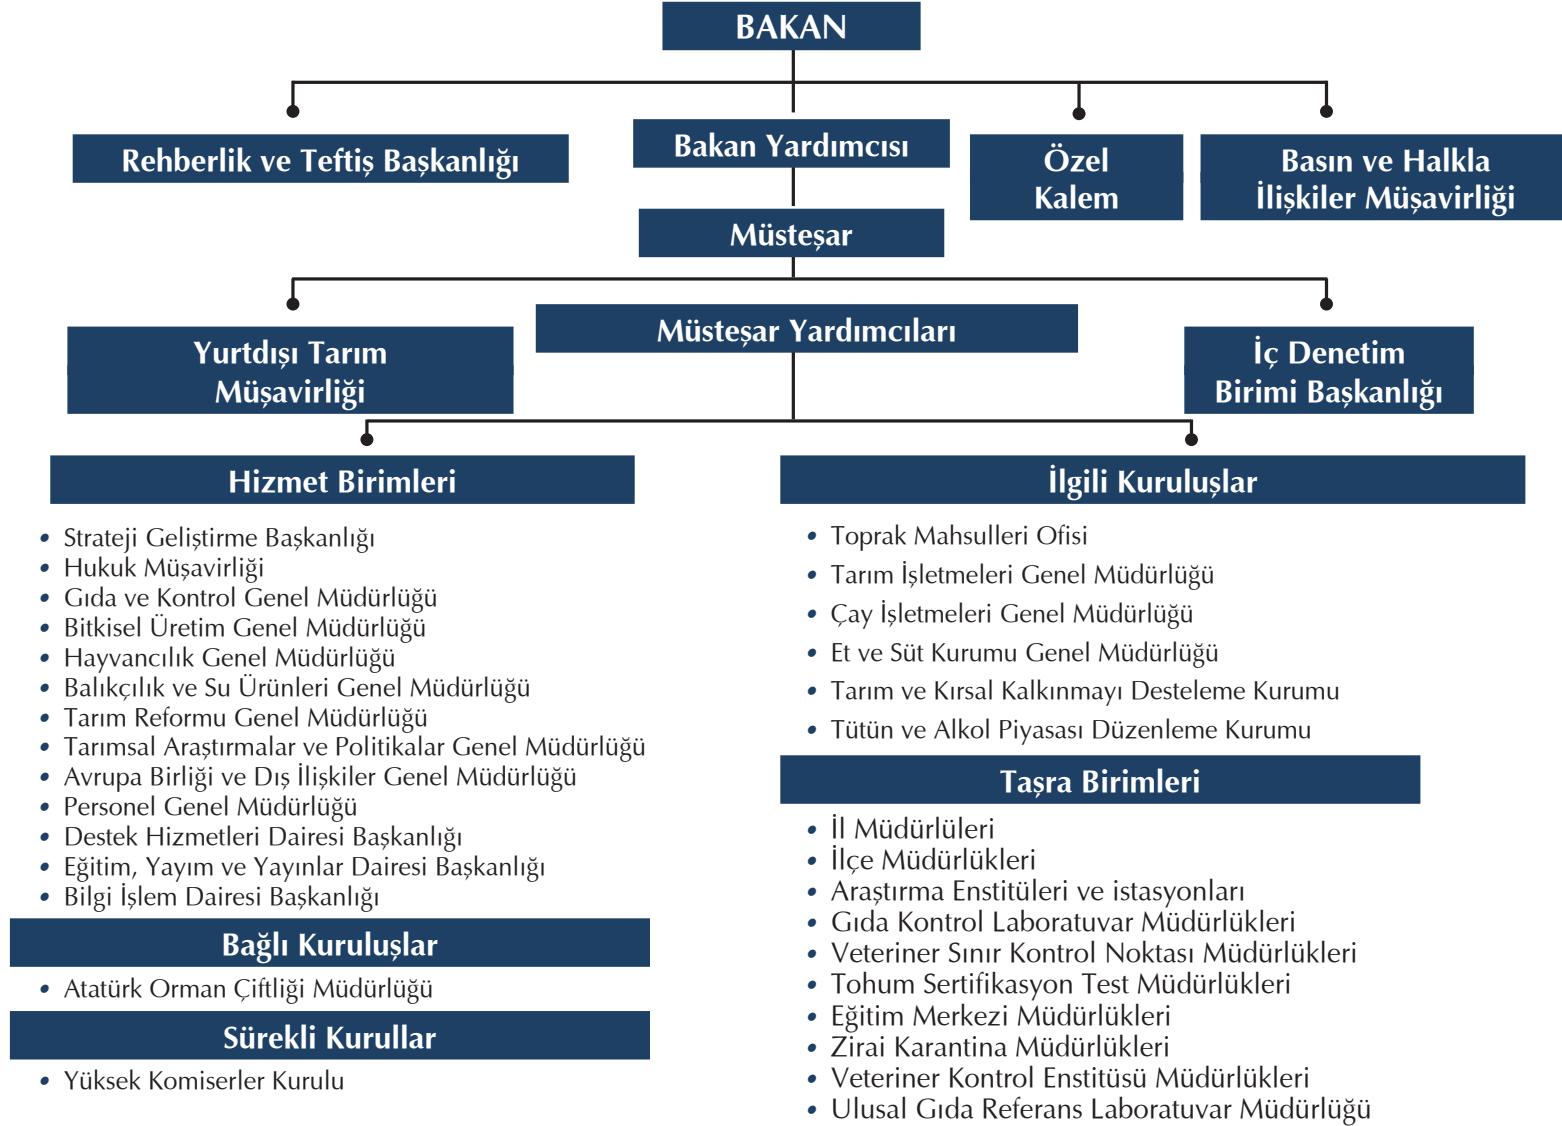 BAKAN
Rehberlik ve Teftiş Başkanlığı
Bakan Yardımcısı
Özel
Kalem
Basın ve Halkla
İlişkiler Müşavirliği
Müsteşar
Yurtdışı Tarım
Müşavirliği
Müsteşar Yardımcıları
İç Denetim
Birimi Başkanlığı
Hizmet Birimleri
• Strateji Geliştirme Başkanlığı
• Hukuk Müşavirliği
• Gıda ve Kontrol Genel Müdürlüğü
• Bitkisel Üretim Genel Müdürlüğü
• Hayvancılık Genel Müdürlüğü
• Balıkçılık ve Su Ürünleri Genel Müdürlüğü
• Tarım Reformu Genel Müdürlüğü
• Tarımsal Araştırmalar ve Politikalar Genel Müdürlüğü
• Avrupa Birliği ve Dış İlişkiler Genel Müdürlüğü
• Personel Genel Müdürlüğü
• Destek Hizmetleri Dairesi Başkanlığı
• Eğitim, Yayım ve Yayınlar Dairesi Başkanlığı
• Bilgi İşlem Dairesi Başkanlığı
Bağlı Kuruluşlar
• Atatürk Orman Çiftliği Müdürlüğü
Sürekli Kurullar
• Yüksek Komiserler Kurulu
İlgili Kuruluşlar
• Toprak Mahsulleri Ofisi
• Tarım İşletmeleri Genel Müdürlüğü
• Çay İşletmeleri Genel Müdürlüğü
• Et ve Süt Kurumu Genel Müdürlüğü
• Tarım ve Kırsal Kalkınmayı Desteleme Kurumu
• Tütün ve Alkol Piyasası Düzenleme Kurumu
Taşra Birimleri
• İl Müdürlüleri
• İlçe Müdürlükleri
• Araştırma Enstitüleri ve istasyonları
• Gıda Kontrol Laboratuvar Müdürlükleri
• Veteriner Sınır Kontrol Noktası Müdürlükleri
• Tohum Sertifikasyon Test Müdürlükleri
• Eğitim Merkezi Müdürlükleri
• Zirai Karantina Müdürlükleri
• Veteriner Kontrol Enstitüsü Müdürlükleri
• Ulusal Gıda Referans Laboratuvar Müdürlüğü